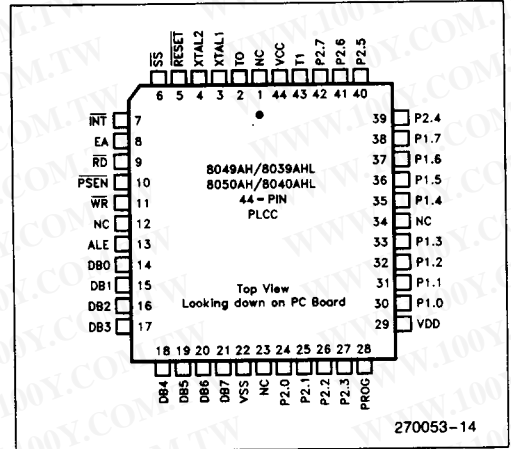 SS RESET XTAL2 XTAL1 TO NC VCC T1 P2.7 P2.6 P2.5
6 5 4 3 2 1 44 43 42 41 40
INT 7
EA 8
RD 9
PSEN 10
WR 11
NC 12
ALE 13
DB0 14
DB1 15
DB2 16
DB3 17
8049AH/8039AHL
8050AH/8040AHL
44-PIN
PLCC
Top View
Looking down on PC Board
39 P2.4
38 P1.7
37 P1.6
36 P1.5
35 P1.4
34 NC
33 P1.3
32 P1.2
31 P1.1
30 P1.0
29 VDD
18 19 20 21 22 23 24 25 26 27 28
DB4 DB5 DB6 DB7 VSS NC P2.0 P2.1 P2.2 P2.3 PROG
270053-14
WWW.100Y.COM.TW